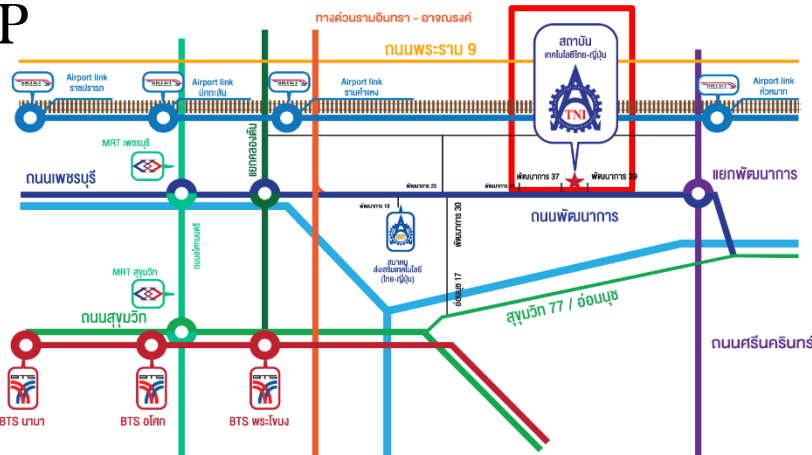 P
ทางด่วนรามอินทรา - อาจณรงค์
ถนนพระราม 9
สถาบัน
เทคโนโลยีไทย-ญี่ปุ่น
TNI
Airport link
ราชปรารภ
Airport link
มักกะสัน
Airport link
รามคำแหง
Airport link
หัวหมาก
MRT เพชรบุรี
แยกคลองตัน
ถนนเพชรบุรี
พัฒนาการ 25
พัฒนาการ 37
พัฒนาการ 39
แยกพัฒนาการ
พัฒนาการ 18
ถนนพัฒนาการ
พัฒนาการ 30
สมาคม
ส่งเสริมเทคโนโลยี
(ไทย-ญี่ปุ่น)
ถนนอโศกมนตรี
MRT สุขุมวิท
อ่อนนุช 17
สุขุมวิท 77 / อ่อนนุช
ถนนสุขุมวิท
ถนนศรีนครินทร์
BTS
BTS
BTS
BTS นานา
BTS อโศก
BTS พระโขนง